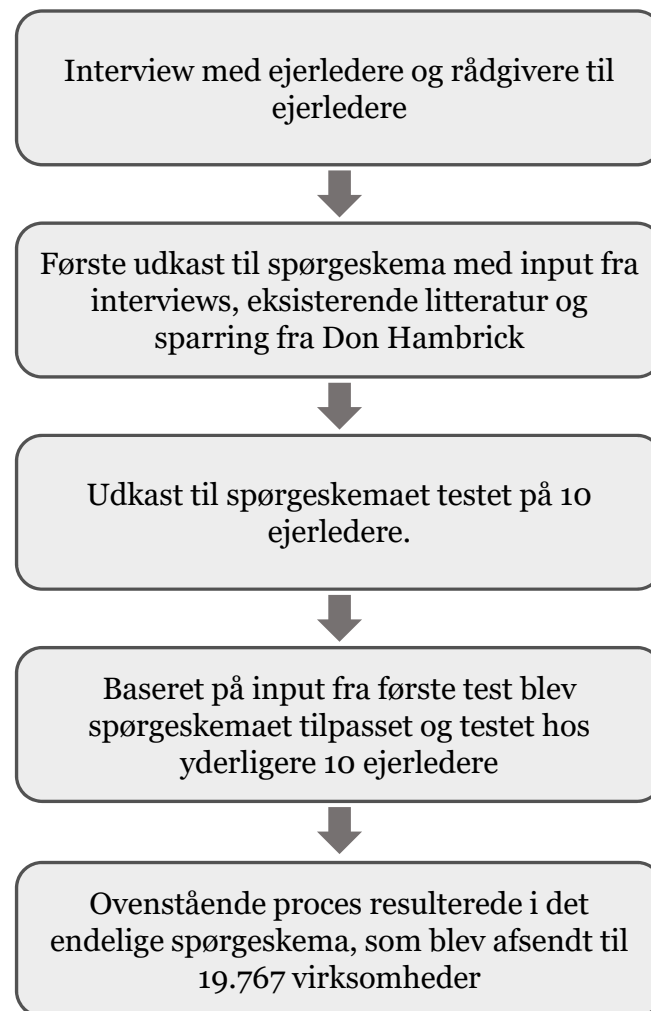 Interview med ejerledere og rådgivere til
ejerledere
Første udkast til spørgeskema med input fra
interviews, eksisterende litteratur og
sparring fra Don Hambrick
Udkast til spørgeskemaet testet på 10
ejerledere.
Baseret på input fra første test blev
spørgeskemaet tilpasset og testet hos
yderligere 10 ejerledere
Ovenstående proces resulterede i det
endelige spørgeskema, som blev afsendt til
19.767 virksomheder